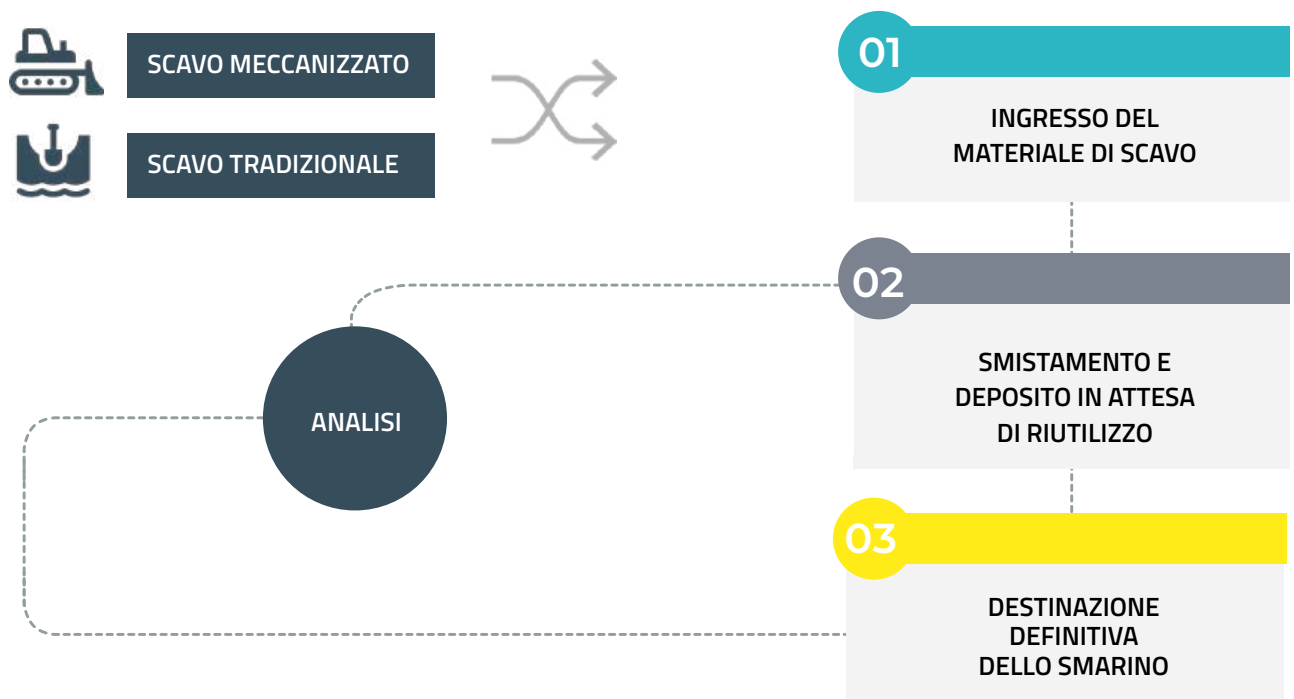 SCAVO MECCANIZZATO
SCAVO TRADIZIONALE
01
INGRESSO DEL
MATERIALE DI SCAVO
02
SMISTAMENTO E
DEPOSITO IN ATTESA
DI RIUTILIZZO
ANALISI
03
DESTINAZIONE
DEFINITIVA
DELLO SMARINO